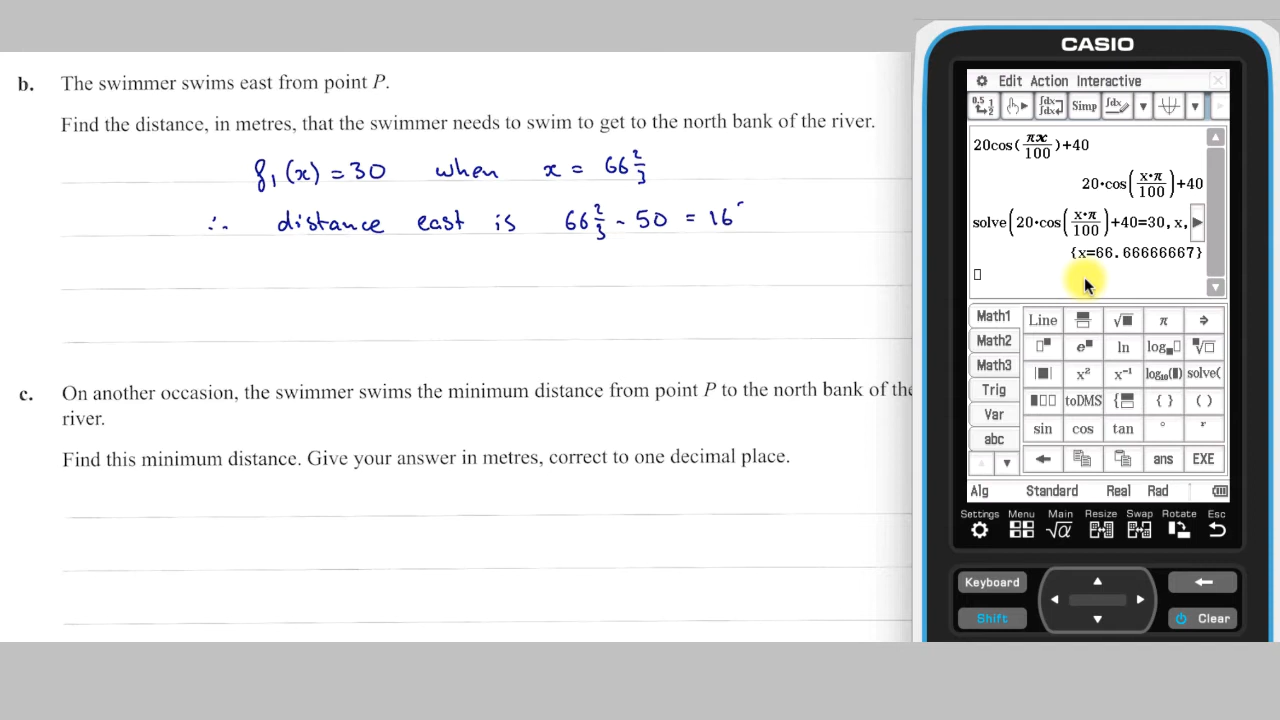 b. The swimmer swims east from point P.
Find the distance, in metres, that the swimmer needs to swim to get to the north bank of the river.
f₁(x) = 30 when x = 66 2/3
∴ distance east is 66 2/3 - 50 = 16
c. On another occasion, the swimmer swims the minimum distance from point P to the north bank of the
river.
Find this minimum distance. Give your answer in metres, correct to one decimal place.
CASIO
Edit Action Interactive
Simp
20cos(πx/100)+40
20·cos(x·π/100)+40
solve(20·cos(x·π/100)+40=30,x,
{x=66.66666667}
Math1 Line √■ π ⇒
Math2 □■ e■ ln log■□ ■√□
Math3 |■| x² x⁻¹ log₁₀(■) solve(
Trig toDMS { } ( )
Var sin cos tan ° r
abc ← ans EXE
Alg Standard Real Rad
Settings Menu Main Resize Swap Rotate Esc
Keyboard
Shift Clear